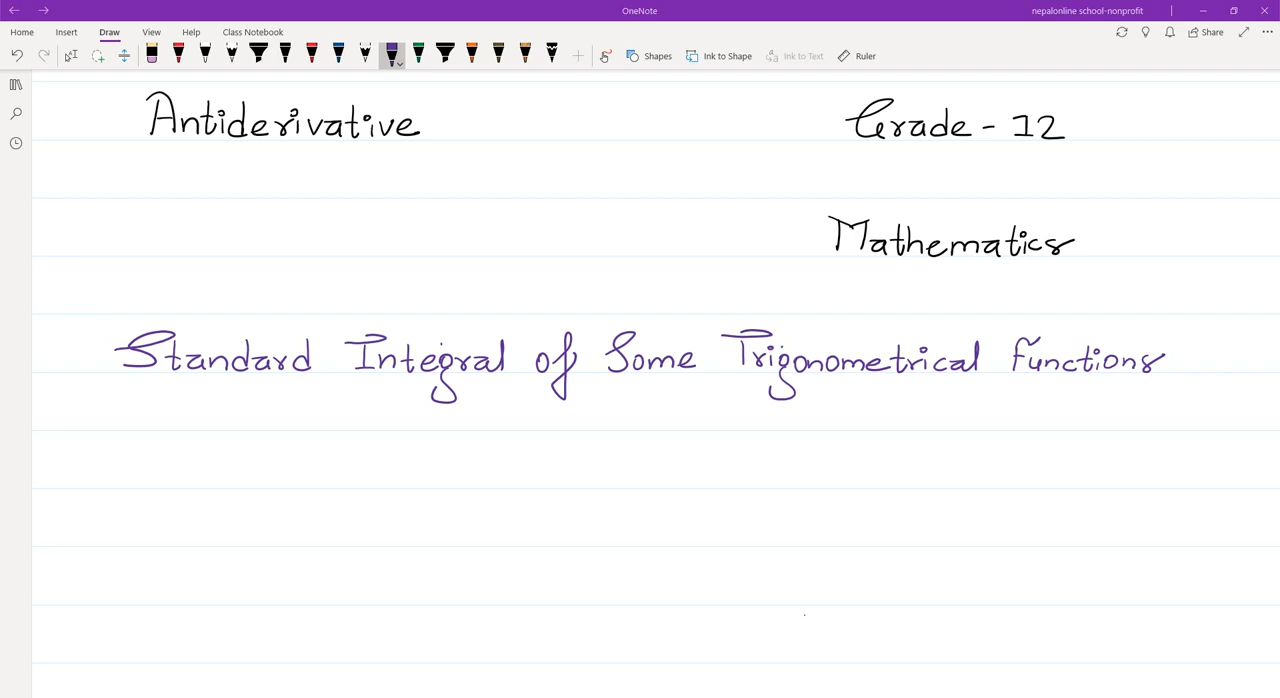 OneNote
nepalonline school-nonprofit
Home Insert Draw View Help Class Notebook
Share
Shapes Ink to Shape Ink to Text Ruler
Antiderivative Grade - 12
Mathematics
Standard Integral of Some Trigonometrical functions